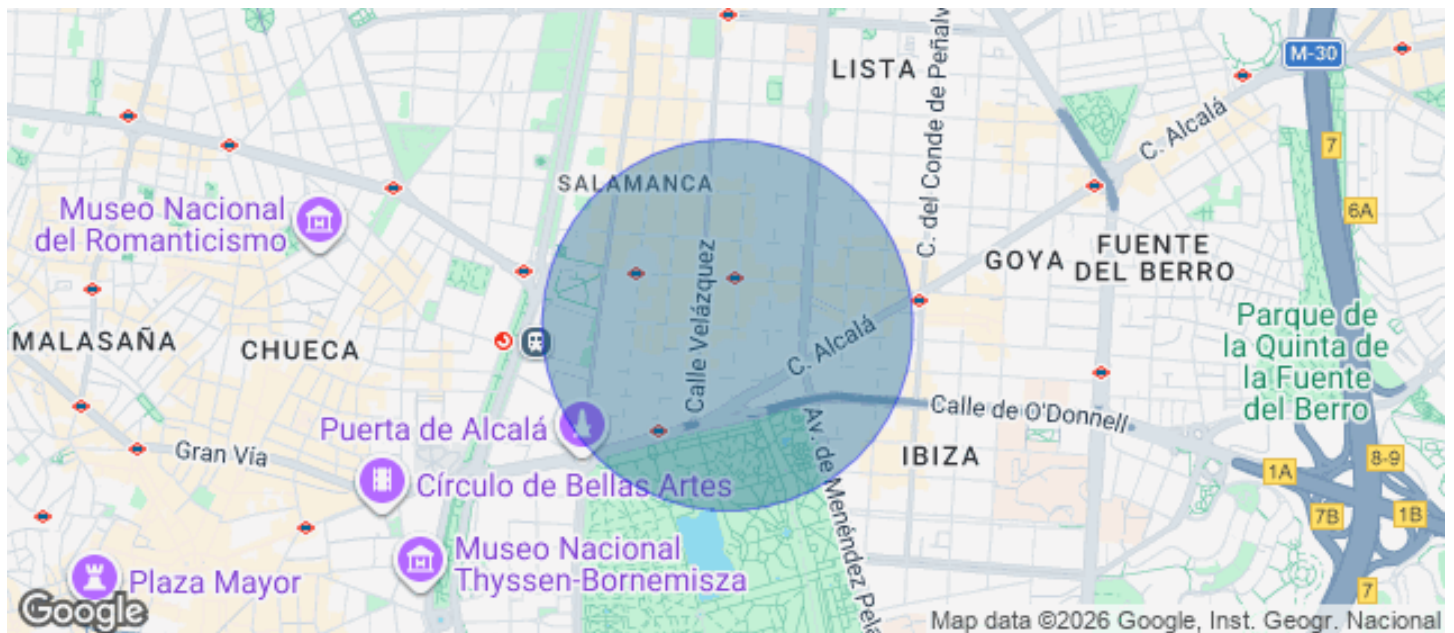 M-30
LISTA
C. del Conde de Peñalv
C. Alcalá
7
SALAMANCA
Museo Nacional
del Romanticismo
6A
GOYA
FUENTE
DEL BERRO
Calle Velázquez
MALASAÑA
CHUECA
C. Alcalá
Parque de
la Quinta de
la Fuente
del Berro
Puerta de Alcalá
Calle de O'Donnell
Av. de Menéndez Pela
Gran Vía
IBIZA
8-9
1A
Círculo de Bellas Artes
7B
1B
Museo Nacional
Thyssen-Bornemisza
Plaza Mayor
7
Google
Map data ©2026 Google, Inst. Geogr. Nacional